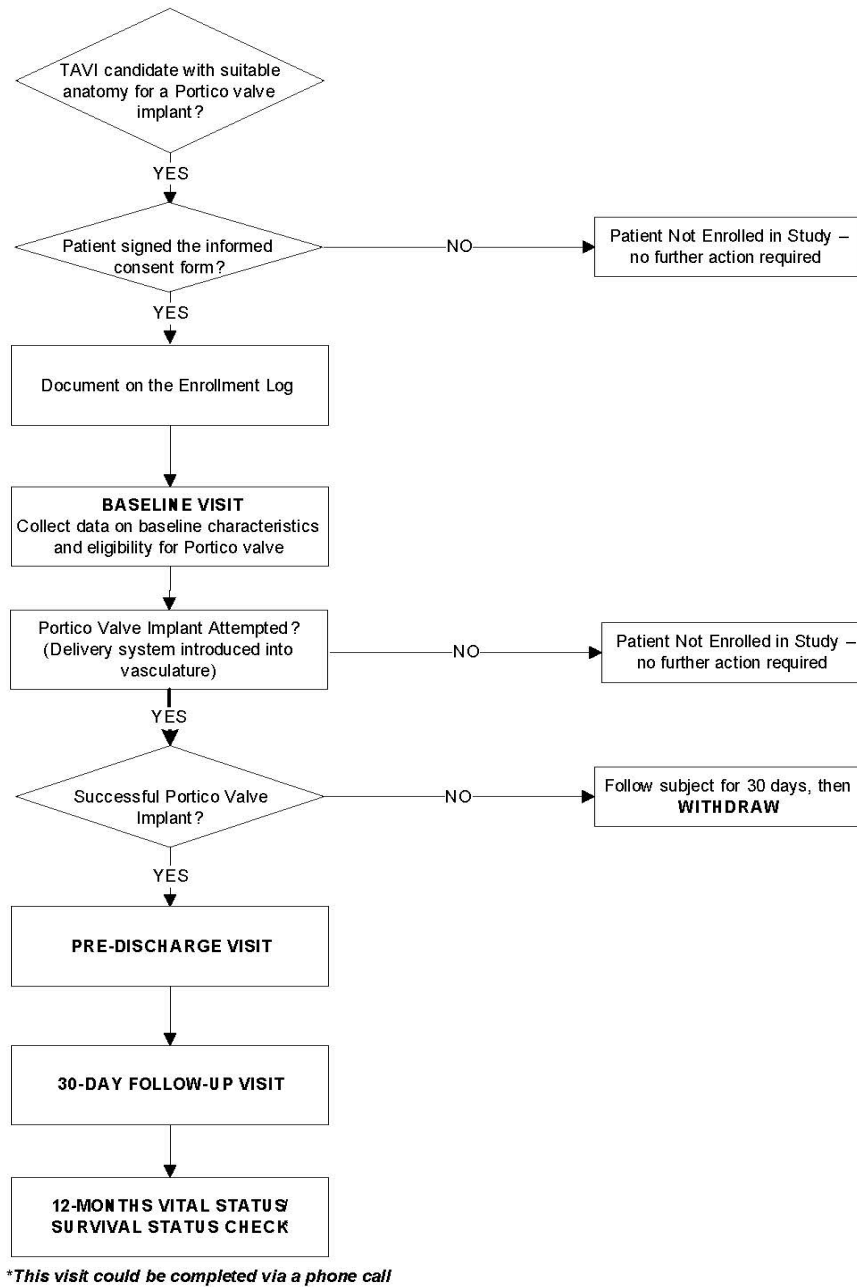 TAVI candidate with suitable
anatomy for a Portico valve
implant?
YES
Patient signed the informed
consent form?
NO
Patient Not Enrolled in Study –
no further action required
YES
Document on the Enrollment Log
BASELINE VISIT
Collect data on baseline characteristics
and eligibility for Portico valve
Portico Valve Implant Attempted?
(Delivery system introduced into
vasculature)
NO
Patient Not Enrolled in Study –
no further action required
YES
Successful Portico Valve
Implant?
NO
Follow subject for 30 days, then
WITHDRAW
YES
PRE-DISCHARGE VISIT
30-DAY FOLLOW-UP VISIT
12-MONTHS VITAL STATUS/
SURVIVAL STATUS CHECK*
*This visit could be completed via a phone call